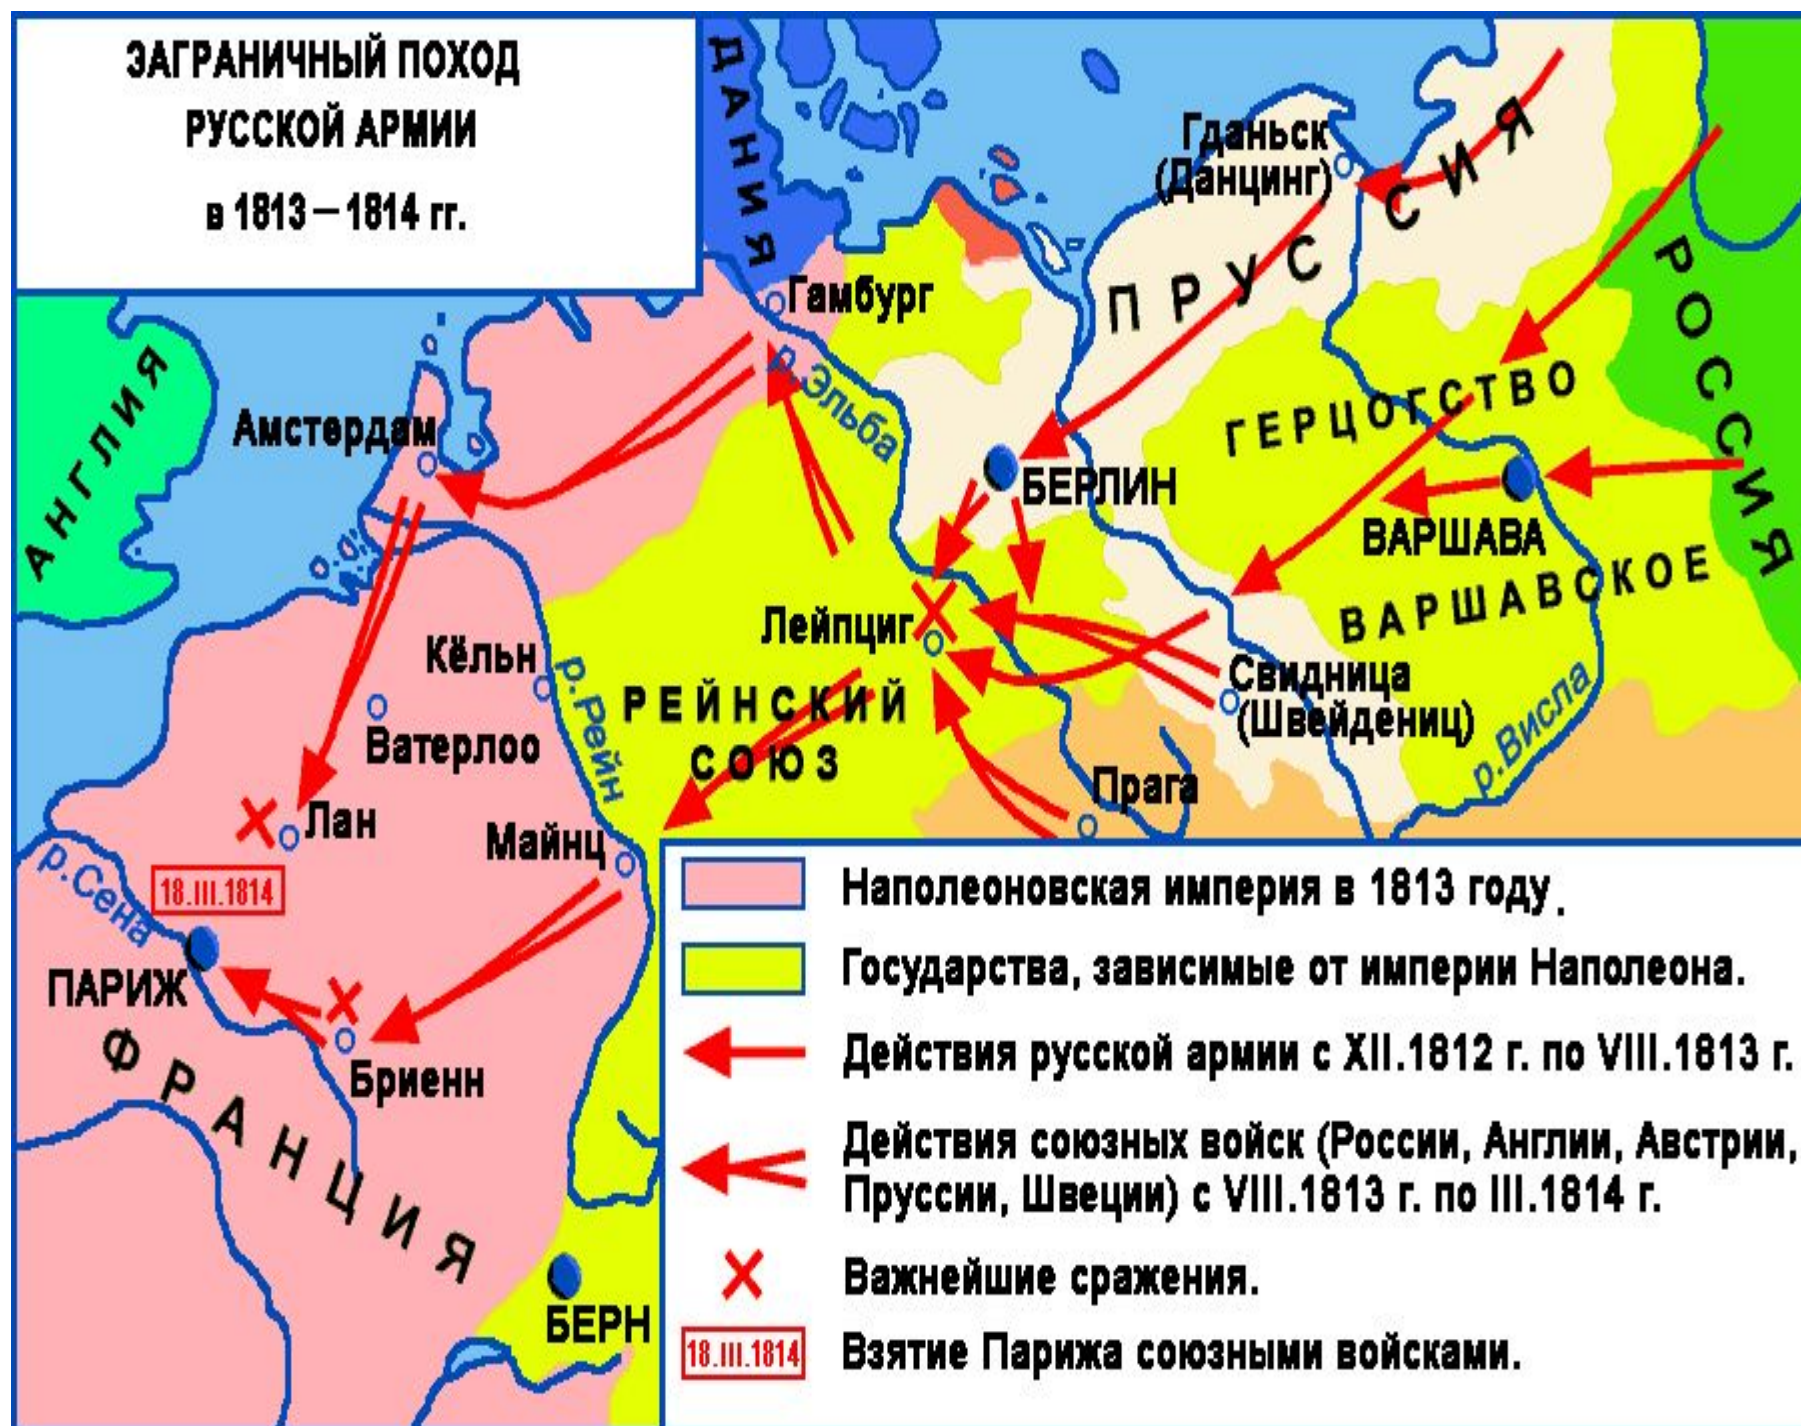 ЗАГРАНИЧНЫЙ ПОХОД
РУССКОЙ АРМИИ
в 1813 – 1814 гг.
ДАНИЯ
Гданьск
(Данцинг)
ПРУССИЯ
РОССИЯ
Гамбург
р.Эльба
АНГЛИЯ
Амстердам
ГЕРЦОГСТВО
БЕРЛИН
ВАРШАВА
ВАРШАВСКОЕ
Лейпциг
Кёльн
р.Рейн
РЕЙНСКИЙ
СОЮЗ
Свидница
(Швейдениц)
р.Висла
Ватерлоо
Прага
Лан
Майнц
р.Сена
18.III.1814
ПАРИЖ
Бриенн
ФРАНЦИЯ
БЕРН
Наполеоновская империя в 1813 году.
Государства, зависимые от империи Наполеона.
Действия русской армии с XII.1812 г. по VIII.1813 г.
Действия союзных войск (России, Англии, Австрии,
Пруссии, Швеции) с VIII.1813 г. по III.1814 г.
Важнейшие сражения.
18.III.1814
Взятие Парижа союзными войсками.